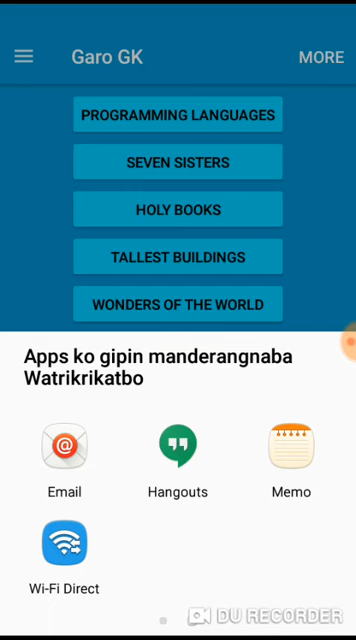 Garo GK
MORE
PROGRAMMING LANGUAGES
SEVEN SISTERS
HOLY BOOKS
TALLEST BUILDINGS
WONDERS OF THE WORLD
Apps ko gipin manderangnaba
Watrikrikatbo
Email
Hangouts
Memo
Wi-Fi Direct
DU RECORDER